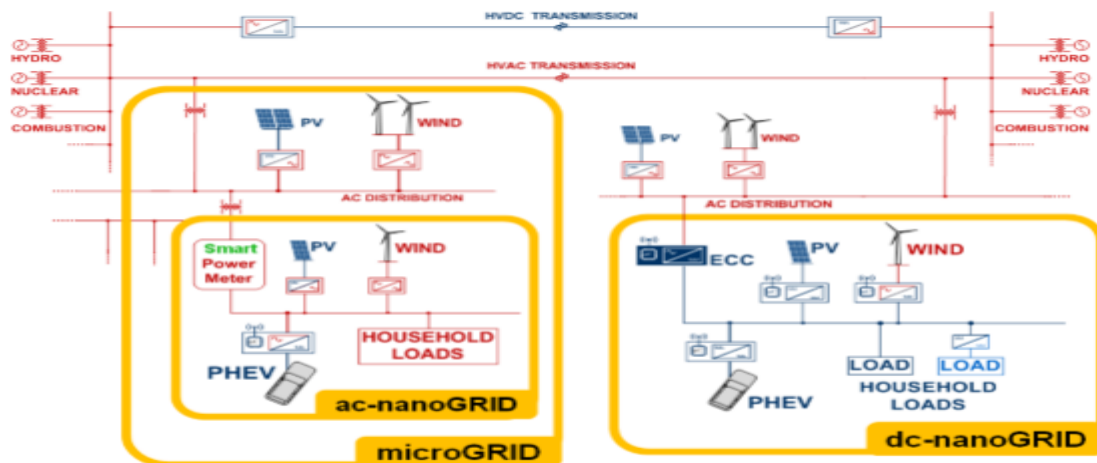 HVDC TRANSMISSION
HYDRO
HYDRO
HVAC TRANSMISSION
NUCLEAR
NUCLEAR
COMBUSTION
COMBUSTION
PV
WIND
PV
WIND
AC DISTRIBUTION
AC DISTRIBUTION
Smart
Power
Meter
PV
WIND
HOUSEHOLD
LOADS
PHEV
ac-nanoGRID
microGRID
ECC
PV
WIND
LOAD
LOAD
HOUSEHOLD
LOADS
PHEV
dc-nanoGRID